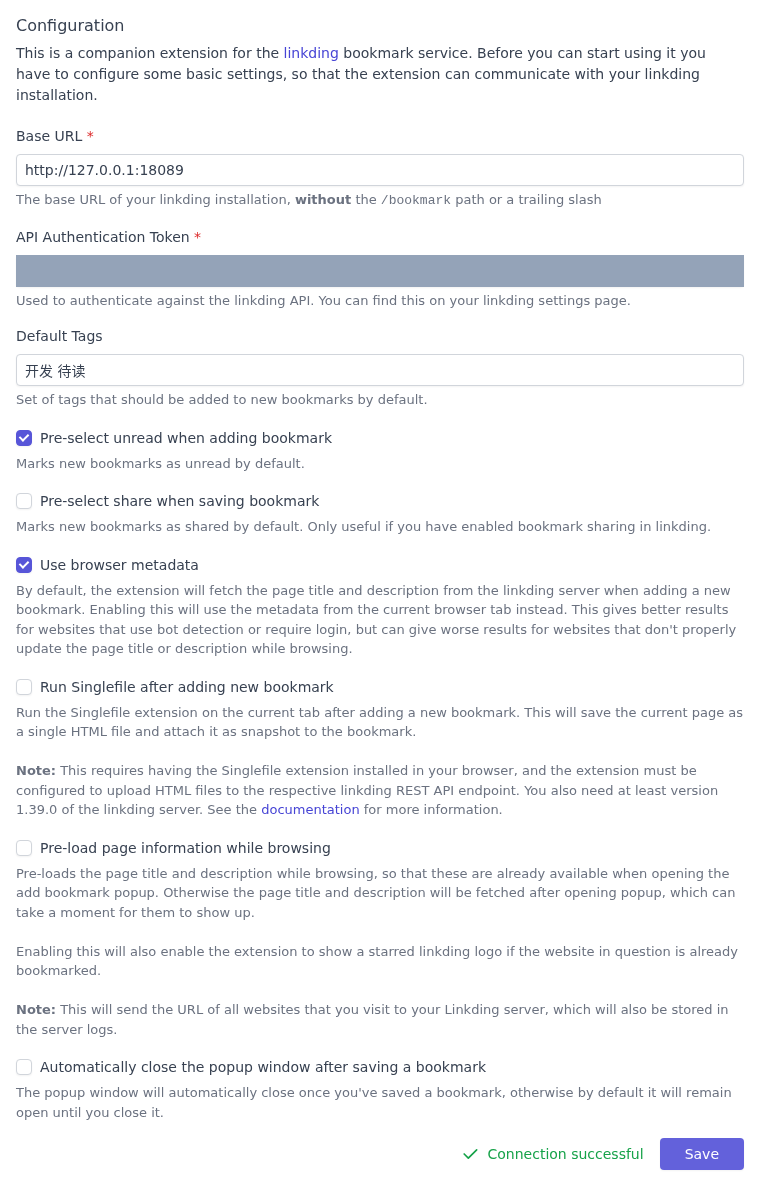 Configuration
This is a companion extension for the linkding bookmark service. Before you can start using it you
have to configure some basic settings, so that the extension can communicate with your linkding
installation.
Base URL *
http://127.0.0.1:18089
The base URL of your linkding installation, without the /bookmark path or a trailing slash
API Authentication Token *
Used to authenticate against the linkding API. You can find this on your linkding settings page.
Default Tags
开发 待读
Set of tags that should be added to new bookmarks by default.
Pre-select unread when adding bookmark
Marks new bookmarks as unread by default.
Pre-select share when saving bookmark
Marks new bookmarks as shared by default. Only useful if you have enabled bookmark sharing in linkding.
Use browser metadata
By default, the extension will fetch the page title and description from the linkding server when adding a new
bookmark. Enabling this will use the metadata from the current browser tab instead. This gives better results
for websites that use bot detection or require login, but can give worse results for websites that don't properly
update the page title or description while browsing.
Run Singlefile after adding new bookmark
Run the Singlefile extension on the current tab after adding a new bookmark. This will save the current page as
a single HTML file and attach it as snapshot to the bookmark.
Note: This requires having the Singlefile extension installed in your browser, and the extension must be
configured to upload HTML files to the respective linkding REST API endpoint. You also need at least version
1.39.0 of the linkding server. See the documentation for more information.
Pre-load page information while browsing
Pre-loads the page title and description while browsing, so that these are already available when opening the
add bookmark popup. Otherwise the page title and description will be fetched after opening popup, which can
take a moment for them to show up.
Enabling this will also enable the extension to show a starred linkding logo if the website in question is already
bookmarked.
Note: This will send the URL of all websites that you visit to your Linkding server, which will also be stored in
the server logs.
Automatically close the popup window after saving a bookmark
The popup window will automatically close once you've saved a bookmark, otherwise by default it will remain
open until you close it.
Connection successful Save